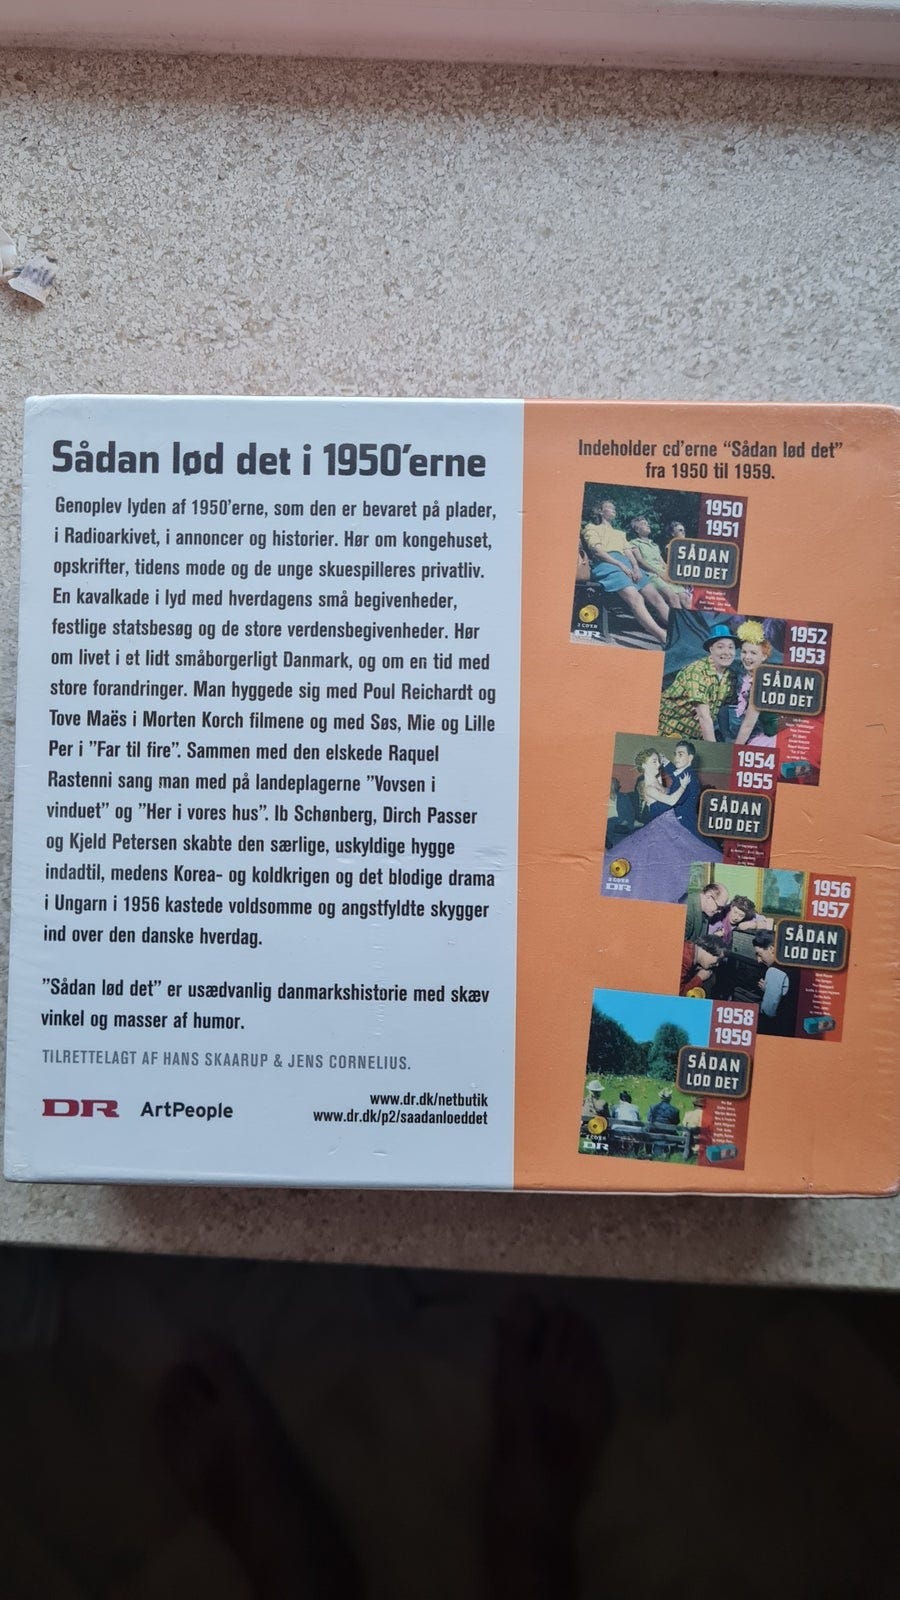 Sådan lød det i 1950'erne
Genoplev lyden af 1950'erne, som den er bevaret på plader,
i Radioarkivet, i annoncer og historier. Hør om kongehuset,
opskrifter, tidens mode og de unge skuespilleres privatliv.
En kavalkade i lyd med hverdagens små begivenheder,
festlige statsbesøg og de store verdensbegivenheder. Hør
om livet i et lidt småborgerligt Danmark, og om en tid med
store forandringer. Man hyggede sig med Poul Reichardt og
Tove Maës i Morten Korch filmene og med Søs, Mie og Lille
Per i "Far til fire". Sammen med den elskede Raquel
Rastenni sang man med på landeplagerne "Vovsen i
vinduet" og "Her i vores hus". Ib Schønberg, Dirch Passer
og Kjeld Petersen skabte den særlige, uskyldige hygge
indadtil, medens Korea- og koldkrigen og det blodige drama
i Ungarn i 1956 kastede voldsomme og angstfyldte skygger
ind over den danske hverdag.
"Sådan lød det" er usædvanlig danmarkshistorie med skæv
vinkel og masser af humor.
TILRETTELAGT AF HANS SKAARUP & JENS CORNELIUS.
DR ArtPeople
www.dr.dk/netbutik
www.dr.dk/p2/saadanloeddet
Indeholder cd'erne "Sådan lød det"
fra 1950 til 1959.
1950
1951
SÅDAN
LØD DET
2 CD'ER
DR
1952
1953
SÅDAN
LØD DET
1954
1955
SÅDAN
LØD DET
2 CD'ER
DR
1956
1957
SÅDAN
LØD DET
1958
1959
SÅDAN
LØD DET
2 CD'ER
DR